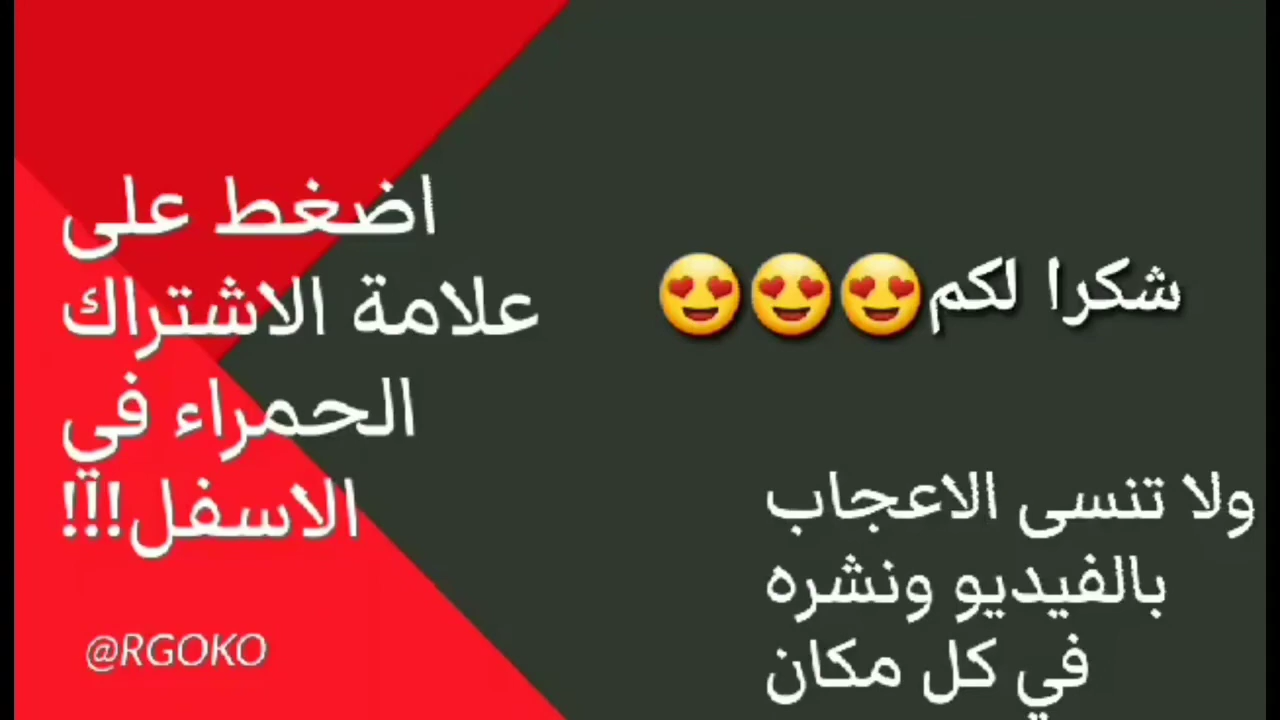 شكرا لكم😍😍😍
ولا تنسى الاعجاب
بالفيديو ونشره
في كل مكان
اضغط على
علامة الاشتراك
الحمراء في
الاسفل!!!
@RGOKO